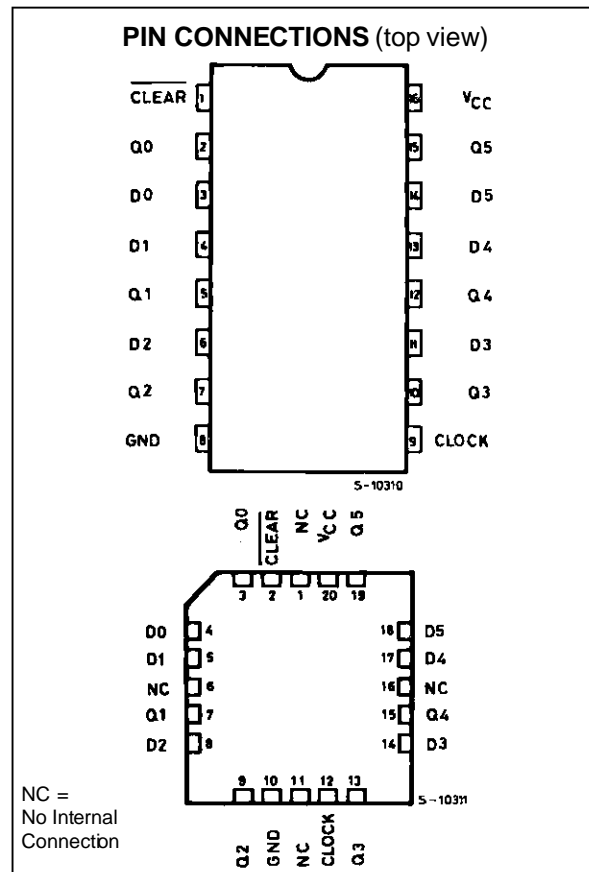 PIN CONNECTIONS (top view)
CLEAR 1 16 VCC
Q0 2 15 Q5
D0 3 14 D5
D1 4 13 D4
Q1 5 12 Q4
D2 6 11 D3
Q2 7 10 Q3
GND 8 9 CLOCK
S-10310
Q0 CLEAR NC VCC Q5
3 2 1 20 19
D0 4 18 D5
D1 5 17 D4
NC 6 16 NC
Q1 7 15 Q4
D2 8 14 D3
9 10 11 12 13
S-10311
Q2 GND NC CLOCK Q3
NC =
No Internal
Connection